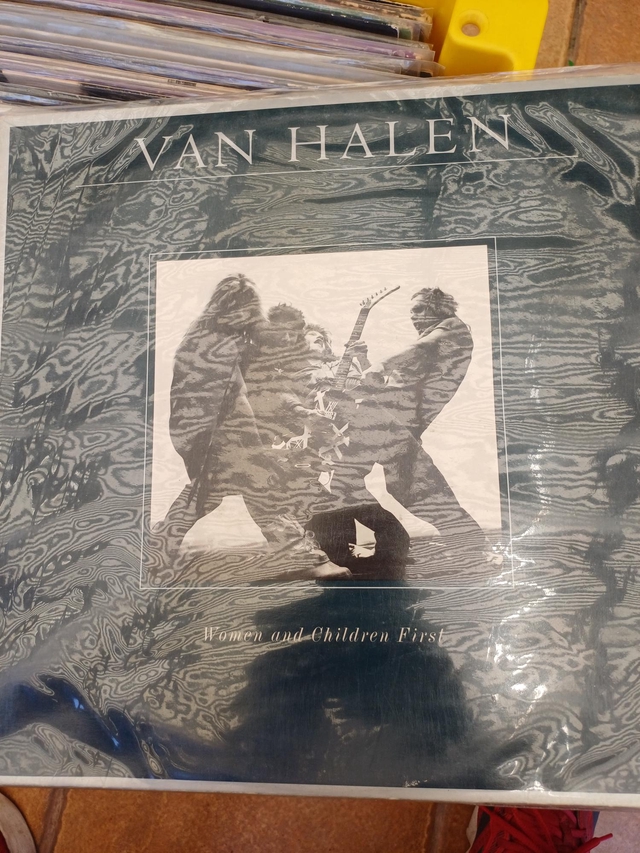 VAN HALEN
Women and Children First